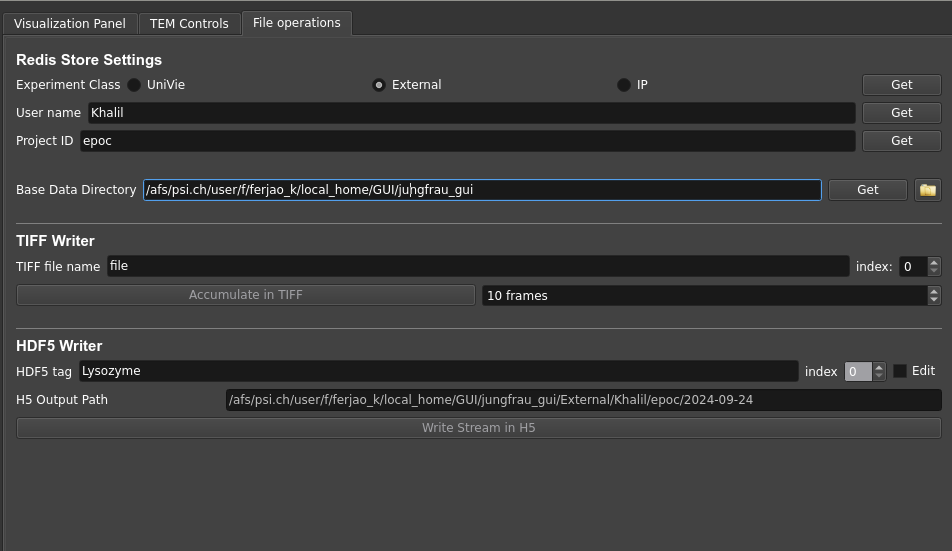 Visualization Panel TEM Controls File operations
Redis Store Settings
Experiment Class UniVie External IP Get
User name Khalil Get
Project ID epoc Get
Base Data Directory /afs/psi.ch/user/f/ferjao_k/local_home/GUI/jungfrau_gui Get
TIFF Writer
TIFF file name file index: 0
Accumulate in TIFF 10 frames
HDF5 Writer
HDF5 tag Lysozyme index 0 Edit
H5 Output Path /afs/psi.ch/user/f/ferjao_k/local_home/GUI/jungfrau_gui/External/Khalil/epoc/2024-09-24
Write Stream in H5